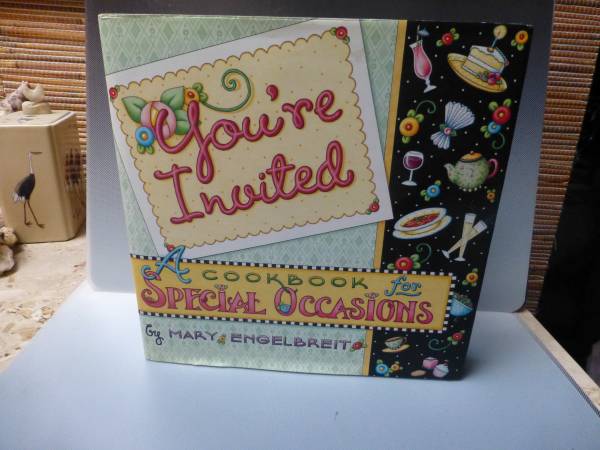 You're
Invited
A COOKBOOK for
SPECIAL OCCASIONS
by MARY ENGELBREIT